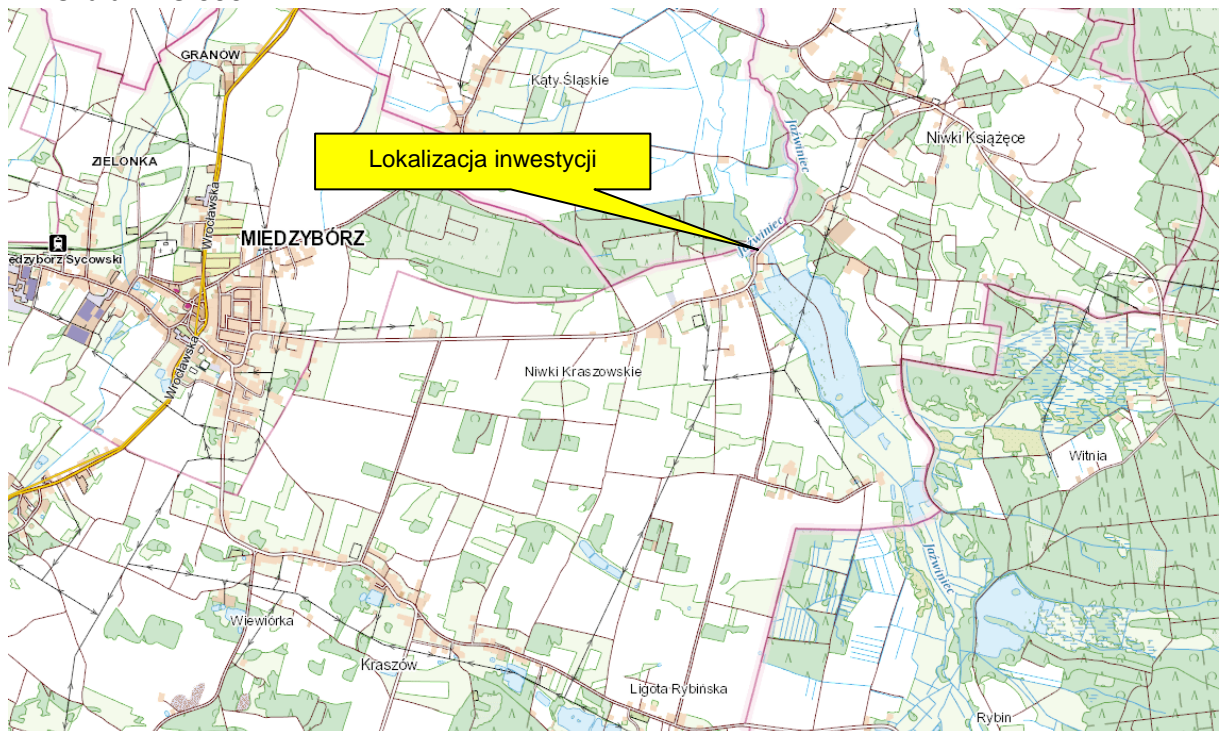 GRANÓW
Kąty Śląskie
Jaźwiniec
Niwki Książęce
Lokalizacja inwestycji
ZIELONKA
Wrocławska
MIEDZYBÓRZ
Jaźwiniec
edzybórz Sycowski
Wrocławska
Niwki Kraszowskie
Witnia
Jaźwiniec
Wiewiórka
Kraszów
Ligota Rybińska
Rybin